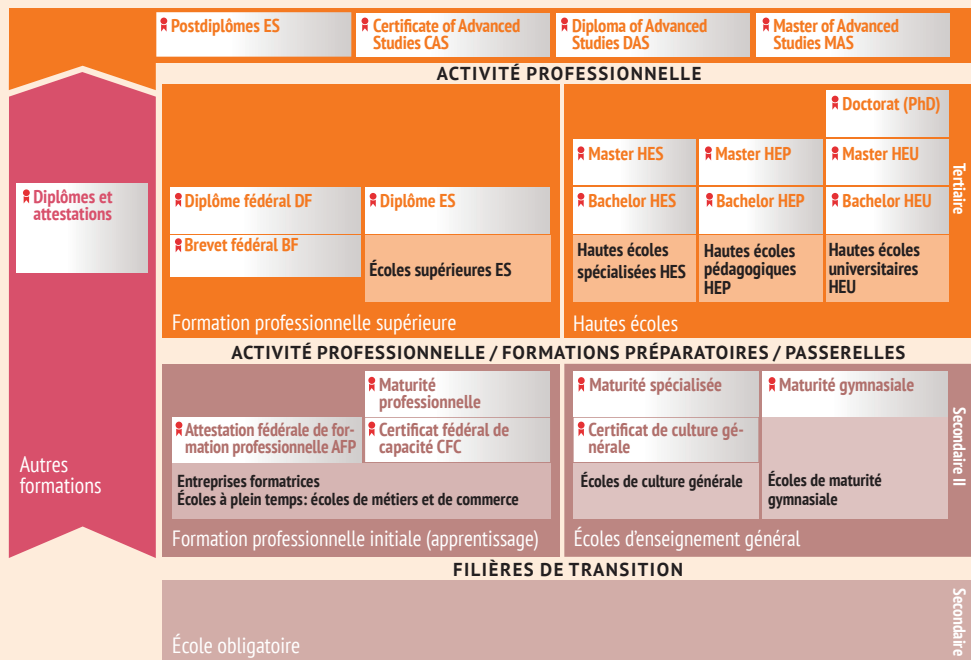 Postdiplômes ES
Certificate of Advanced
Studies CAS
Diploma of Advanced
Studies DAS
Master of Advanced
Studies MAS
ACTIVITÉ PROFESSIONNELLE
Diplômes et
attestations
Autres
formations
Diplôme fédéral DF
Brevet fédéral BF
Diplôme ES
Écoles supérieures ES
Formation professionnelle supérieure
Doctorat (PhD)
Master HES
Master HEP
Master HEU
Bachelor HES
Bachelor HEP
Bachelor HEU
Hautes écoles
spécialisées HES
Hautes écoles
pédagogiques
HEP
Hautes écoles
universitaires
HEU
Hautes écoles
Tertiaire
ACTIVITÉ PROFESSIONNELLE / FORMATIONS PRÉPARATOIRES / PASSERELLES
Maturité
professionnelle
Attestation fédérale de for-
mation professionnelle AFP
Certificat fédéral de
capacité CFC
Entreprises formatrices
Écoles à plein temps: écoles de métiers et de commerce
Formation professionnelle initiale (apprentissage)
Maturité spécialisée
Maturité gymnasiale
Certificat de culture gé-
nérale
Écoles de culture générale
Écoles de maturité
gymnasiale
Écoles d'enseignement général
Secondaire II
FILIÈRES DE TRANSITION
École obligatoire
Secondaire